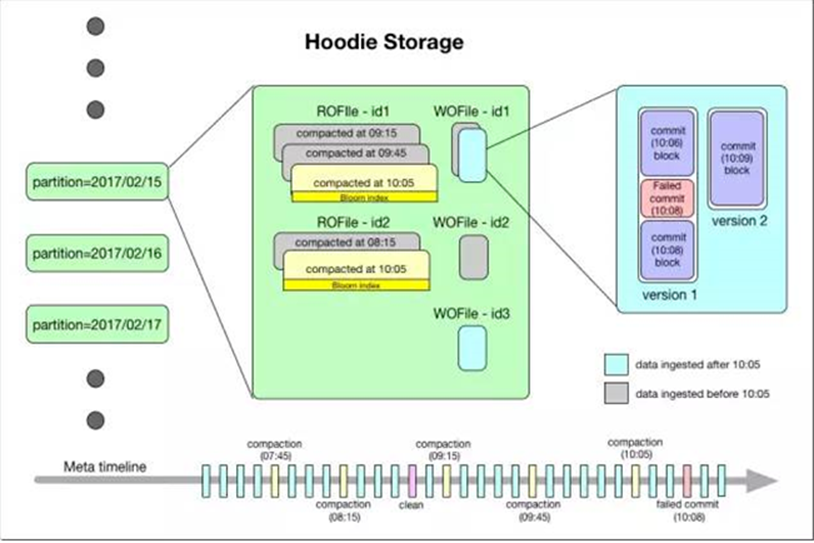 Hoodie Storage
partition=2017/02/15
partition=2017/02/16
partition=2017/02/17
ROFIle - id1
compacted at 09:15
compacted at 09:45
compacted at 10:05
Bloom index
WOFile - id1
ROFile - id2
compacted at 08:15
compacted at 10:05
Bloom index
WOFile - id2
WOFile - id3
commit
(10:06)
block
Failed
commit
(10:08)
commit
(10:08)
block
version 1
commit
(10:09)
block
version 2
data ingested after 10:05
data ingested before 10:05
Meta timeline
compaction
(07:45)
compaction
(08:15)
clean
compaction
(09:15)
compaction
(09:45)
compaction
(10:05)
failed commit
(10:08)